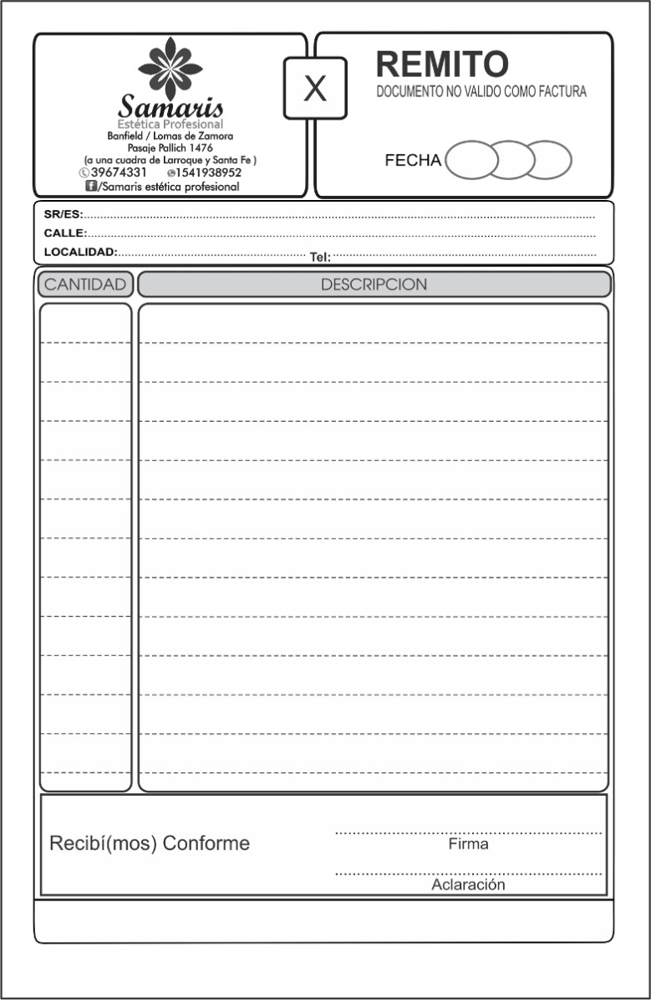 Samaris
Estética Profesional
Banfield / Lomas de Zamora
Pasaje Pallich 1476
(a una cuadra de Larroque y Santa Fe )
39674331 1541938952
/Samaris estética profesional
X
REMITO
DOCUMENTO NO VALIDO COMO FACTURA
FECHA
SR/ES:
CALLE:
LOCALIDAD: Tel:
CANTIDAD DESCRIPCION
Recibí(mos) Conforme
Firma
Aclaración